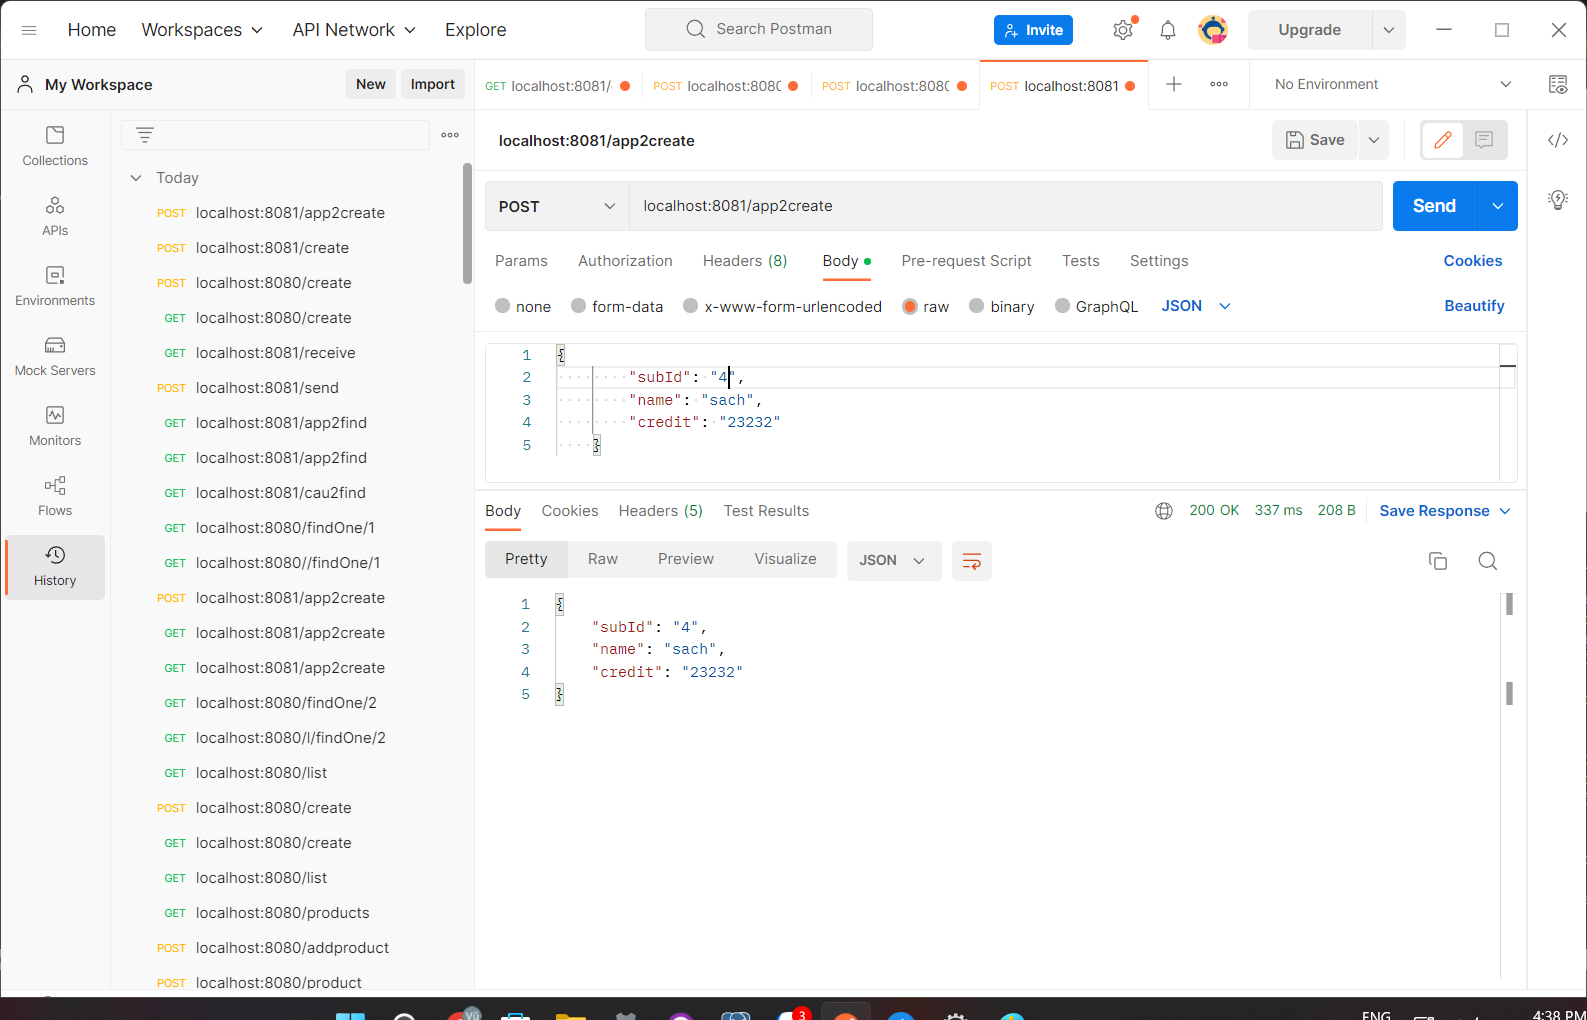 Home Workspaces API Network Explore Search Postman Invite Upgrade
My Workspace New Import GET localhost:8081/ POST localhost:808 POST localhost:808 POST localhost:8081 No Environment
Collections
APIs
Environments
Mock Servers
Monitors
Flows
History
Today
POST localhost:8081/app2create
POST localhost:8081/create
POST localhost:8080/create
GET localhost:8080/create
GET localhost:8081/receive
POST localhost:8081/send
GET localhost:8081/app2find
GET localhost:8081/app2find
GET localhost:8081/cau2find
GET localhost:8080/findOne/1
GET localhost:8080//findOne/1
POST localhost:8081/app2create
GET localhost:8081/app2create
GET localhost:8081/app2create
GET localhost:8080/findOne/2
GET localhost:8080/l/findOne/2
GET localhost:8080/list
POST localhost:8080/create
GET localhost:8080/create
GET localhost:8080/list
GET localhost:8080/products
POST localhost:8080/addproduct
POST localhost:8080/product
localhost:8081/app2create Save
POST localhost:8081/app2create Send
Params Authorization Headers (8) Body Pre-request Script Tests Settings Cookies
none form-data x-www-form-urlencoded raw binary GraphQL JSON Beautify
1 {
2 "subId": "4",
3 "name": "sach",
4 "credit": "23232"
5 }
Body Cookies Headers (5) Test Results 200 OK 337 ms 208 B Save Response
Pretty Raw Preview Visualize JSON
1 {
2 "subId": "4",
3 "name": "sach",
4 "credit": "23232"
5 }
Vũ 3 ENG 4:38 PM